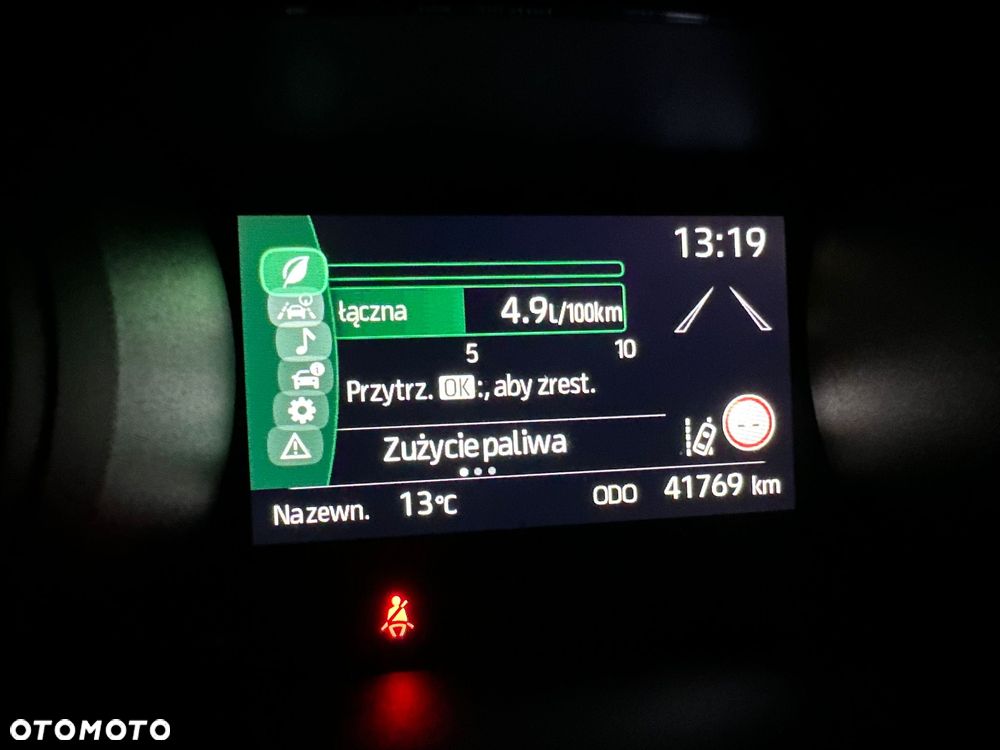 13:19
łączna 4.9L/100km
5 10
Przytrz. OK:, aby zrest.
Zużycie paliwa
--
Na zewn. 13°C ODO 41769 km
OTOMOTO